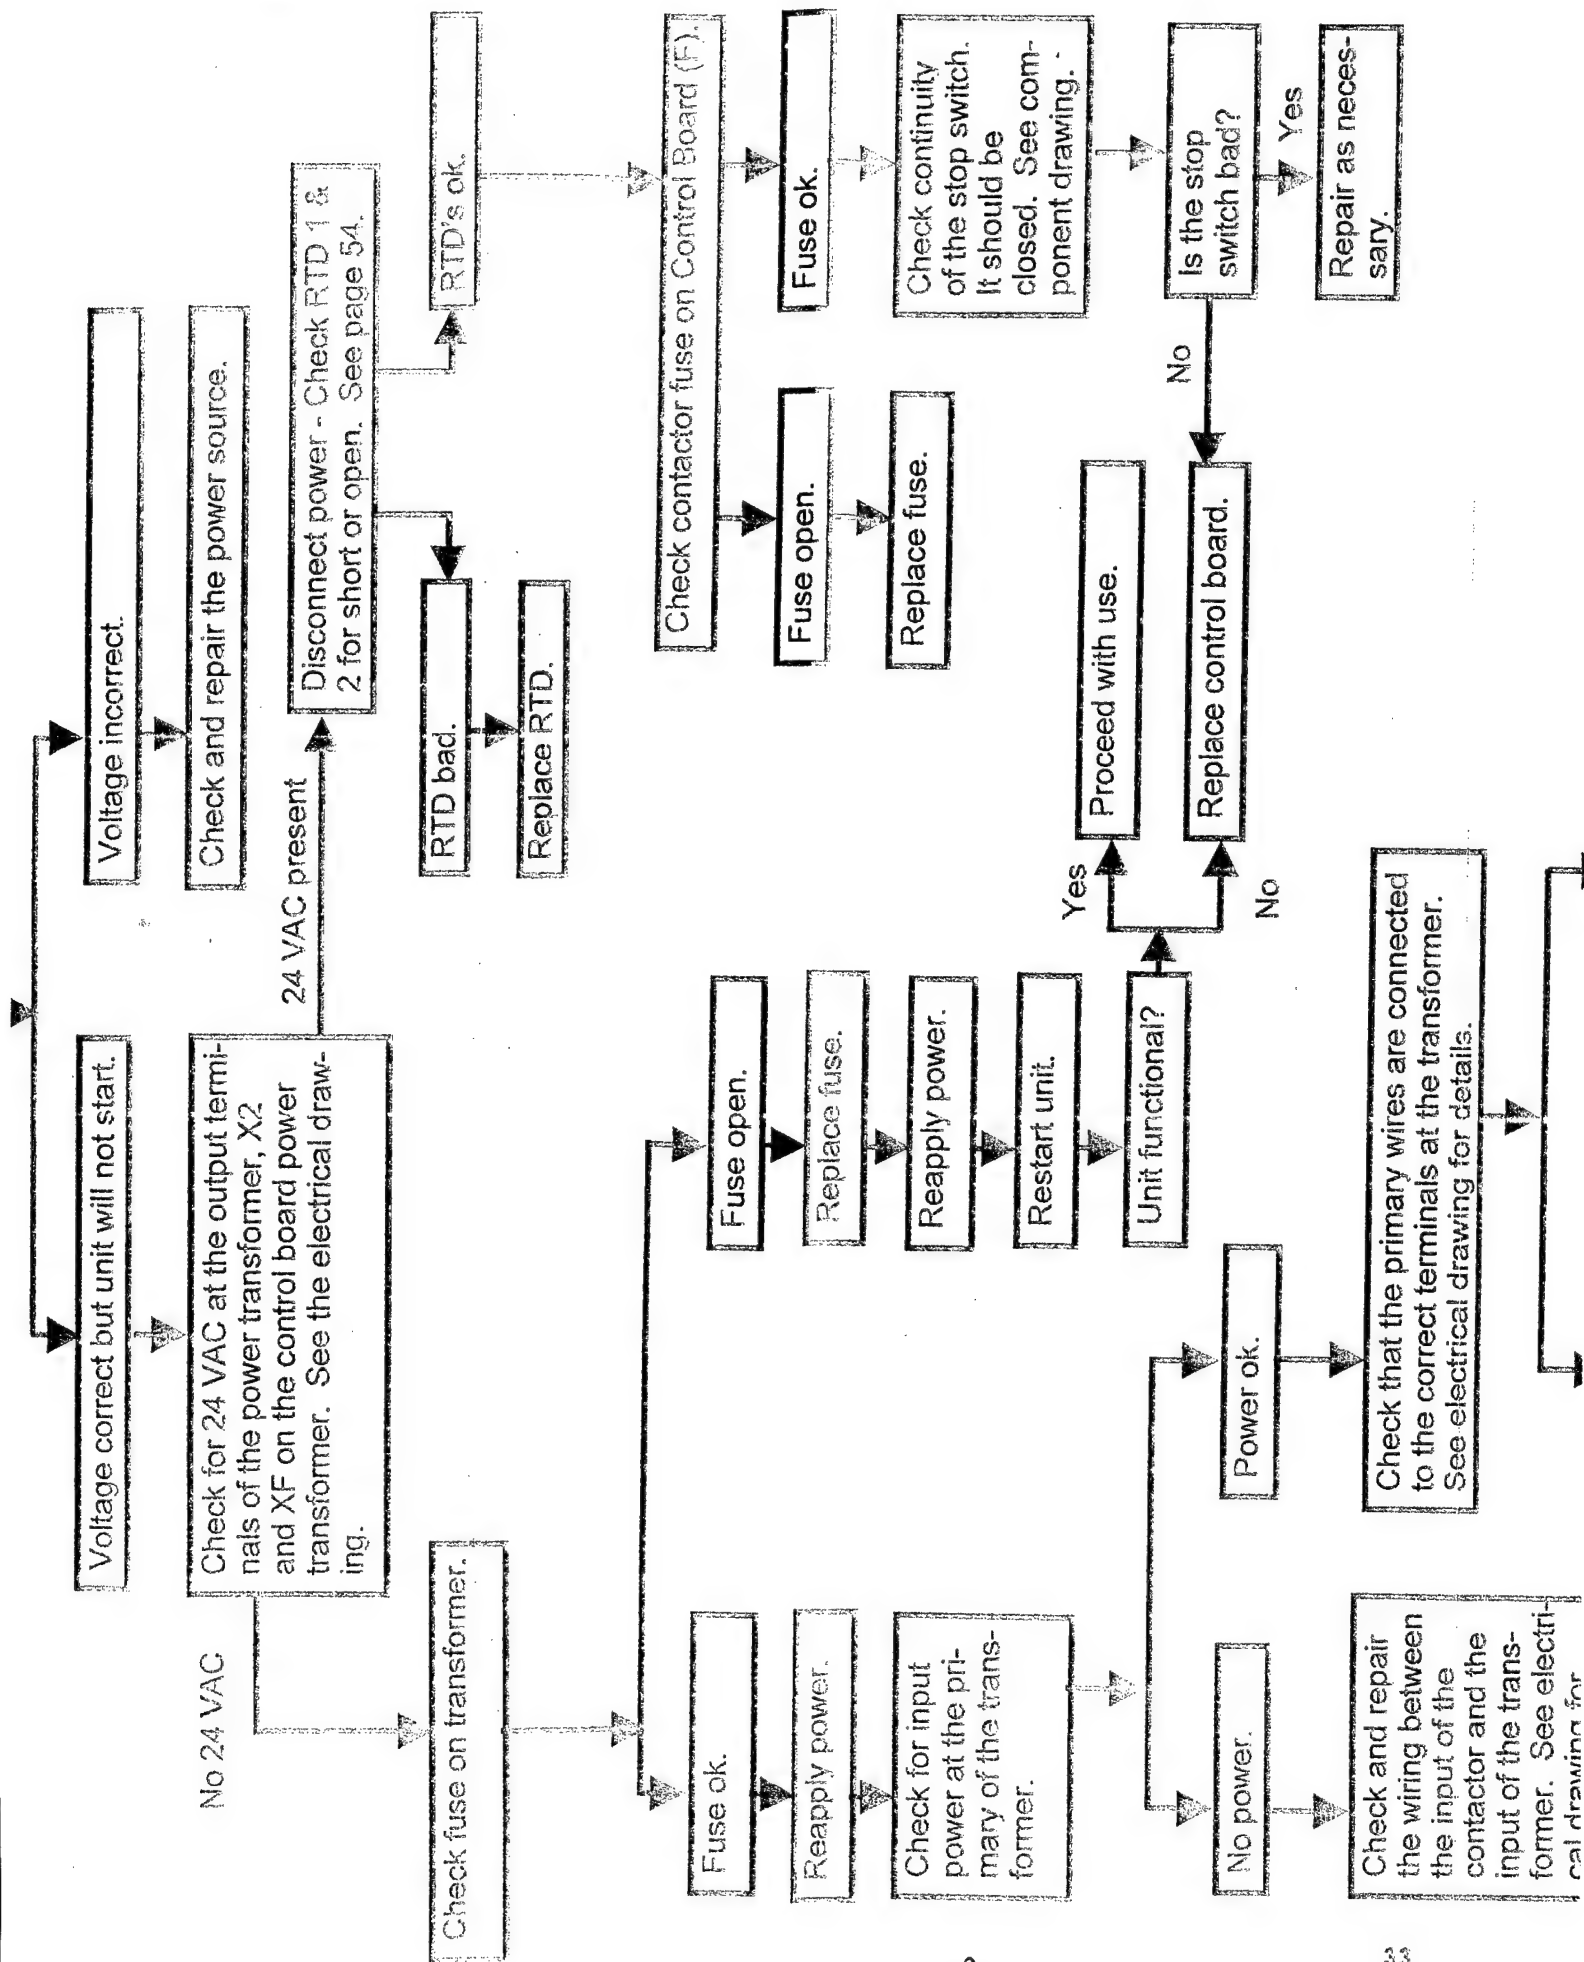 Voltage correct but unit will not start.
Voltage incorrect.
Check for 24 VAC at the output termi-
nals of the power transformer, X2
and XF on the control board power
transformer. See the electrical draw-
ing.
Check and repair the power source.
No 24 VAC
24 VAC present
Disconnect power - Check RTD 1 &
2 for short or open. See page 54.
Check fuse on transformer.
RTD bad.
RTD's ok.
Replace RTD.
Check contactor fuse on Control Board (F).
Fuse ok.
Fuse open.
Fuse open.
Fuse ok.
Reapply power.
Replace fuse.
Replace fuse.
Check continuity
of the stop switch.
It should be
closed. See com-
ponent drawing.
Check for input
power at the pri-
mary of the trans-
former.
Reapply power.
Restart unit.
Unit functional?
Yes
No
Proceed with use.
Replace control board.
No
Is the stop
switch bad?
Yes
Repair as neces-
sary.
No power.
Power ok.
Check and repair
the wiring between
the input of the
contactor and the
input of the trans-
former. See electri-
cal drawing for
Check that the primary wires are connected
to the correct terminals at the transformer.
See electrical drawing for details.
33